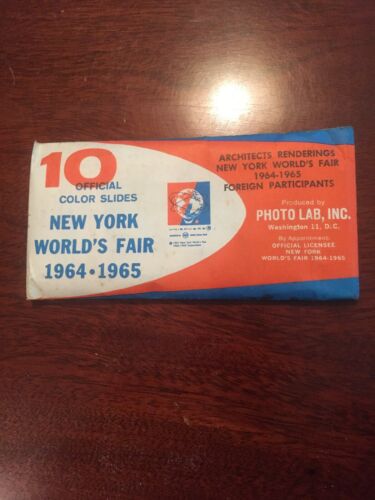 10
OFFICIAL
COLOR SLIDES
NEW YORK
WORLD'S FAIR
1964 • 1965
ARCHITECTS RENDERINGS
NEW YORK WORLD'S FAIR
1964-1965
FOREIGN PARTICIPANTS
Produced by
PHOTO LAB, INC.
Washington 11, D.C.
By Appointment:
OFFICIAL LICENSEE
NEW YORK
WORLD'S FAIR 1964-1965